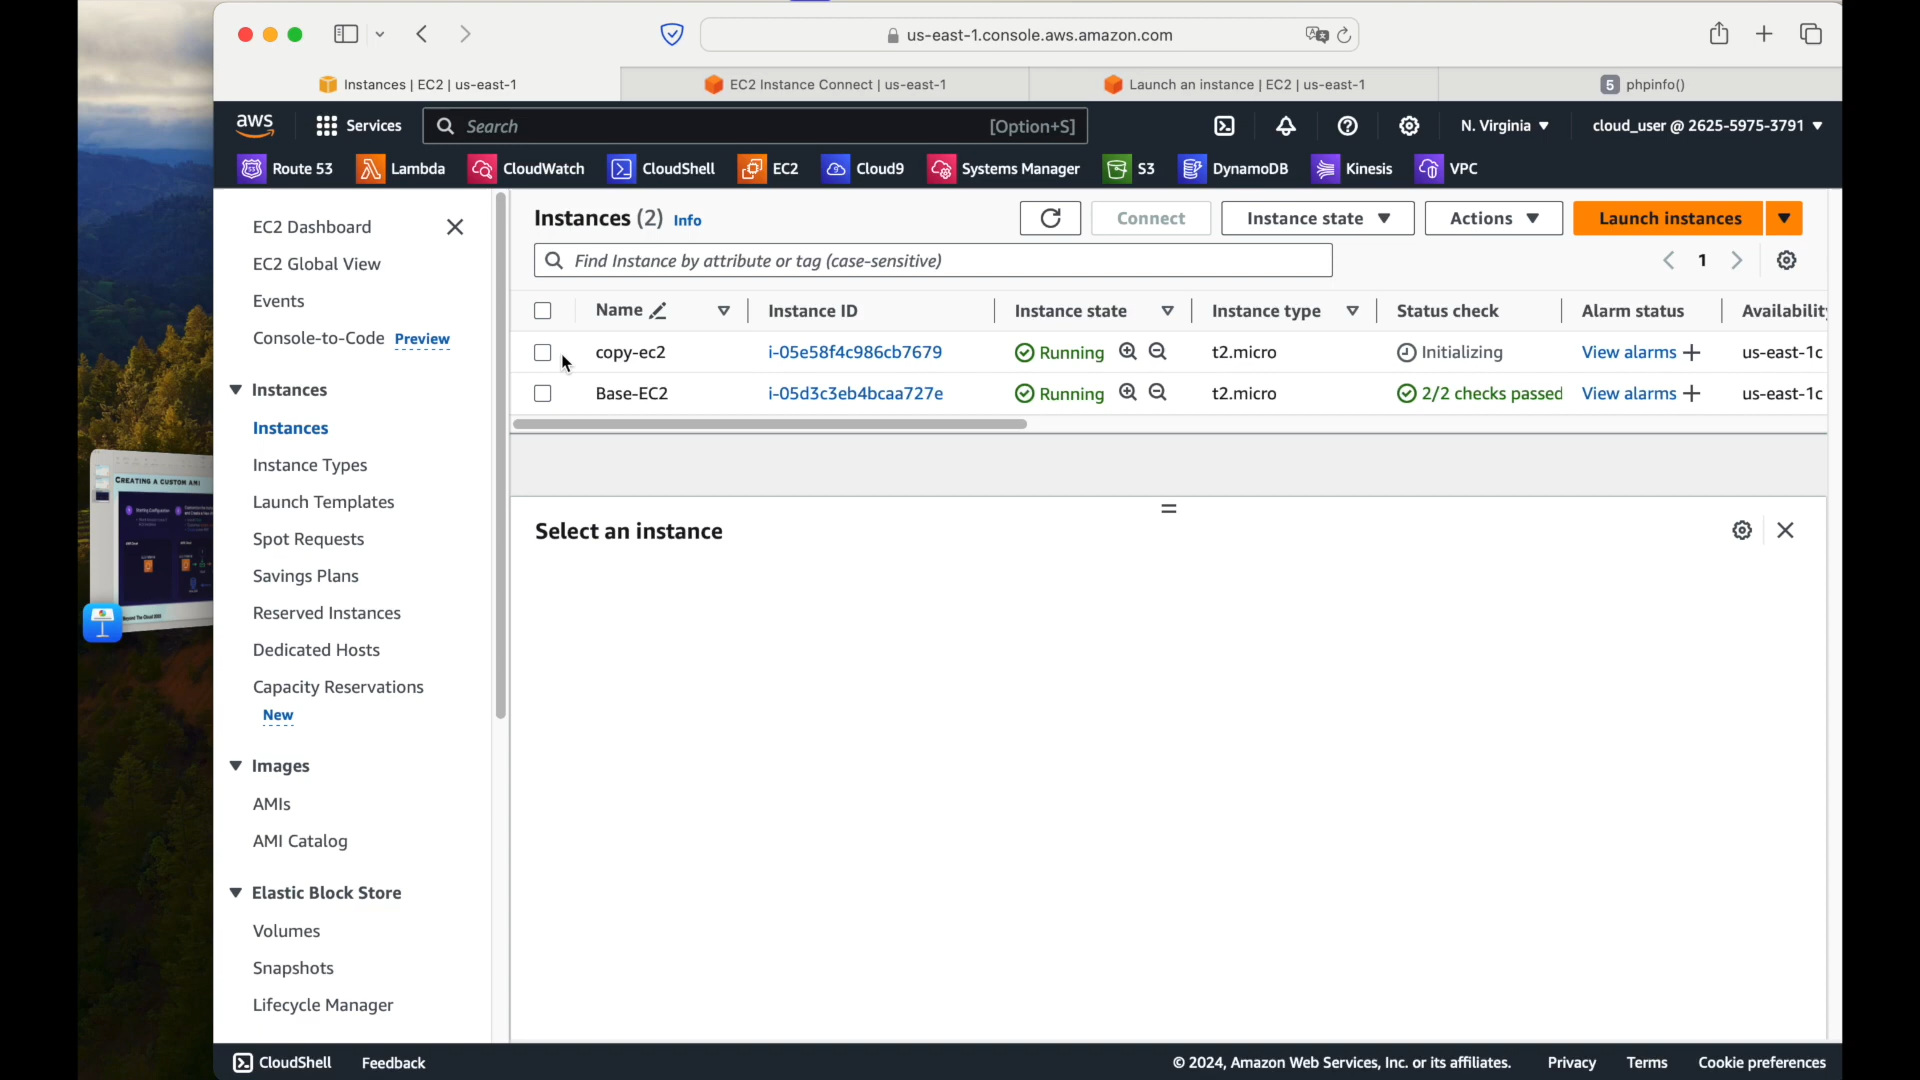 us-east-1.console.aws.amazon.com
Instances | EC2 | us-east-1
EC2 Instance Connect | us-east-1
Launch an instance | EC2 | us-east-1
5 phpinfo()
aws
Services
Search [Option+S]
N. Virginia
cloud_user @ 2625-5975-3791
Route 53
Lambda
CloudWatch
CloudShell
EC2
Cloud9
Systems Manager
S3
DynamoDB
Kinesis
VPC
EC2 Dashboard
EC2 Global View
Events
Console-to-Code Preview
Instances
Instances
Instance Types
Launch Templates
Spot Requests
Savings Plans
Reserved Instances
Dedicated Hosts
Capacity Reservations
New
Images
AMIs
AMI Catalog
Elastic Block Store
Volumes
Snapshots
Lifecycle Manager
Instances (2) Info
Connect
Instance state
Actions
Launch instances
Find Instance by attribute or tag (case-sensitive)
1
Name Instance ID Instance state Instance type Status check Alarm status Availability
copy-ec2 i-05e58f4c986cb7679 Running t2.micro Initializing View alarms us-east-1c
Base-EC2 i-05d3c3eb4bcaa727e Running t2.micro 2/2 checks passed View alarms us-east-1c
Select an instance
CREATING A CUSTOM AMI
CloudShell
Feedback
© 2024, Amazon Web Services, Inc. or its affiliates.
Privacy
Terms
Cookie preferences